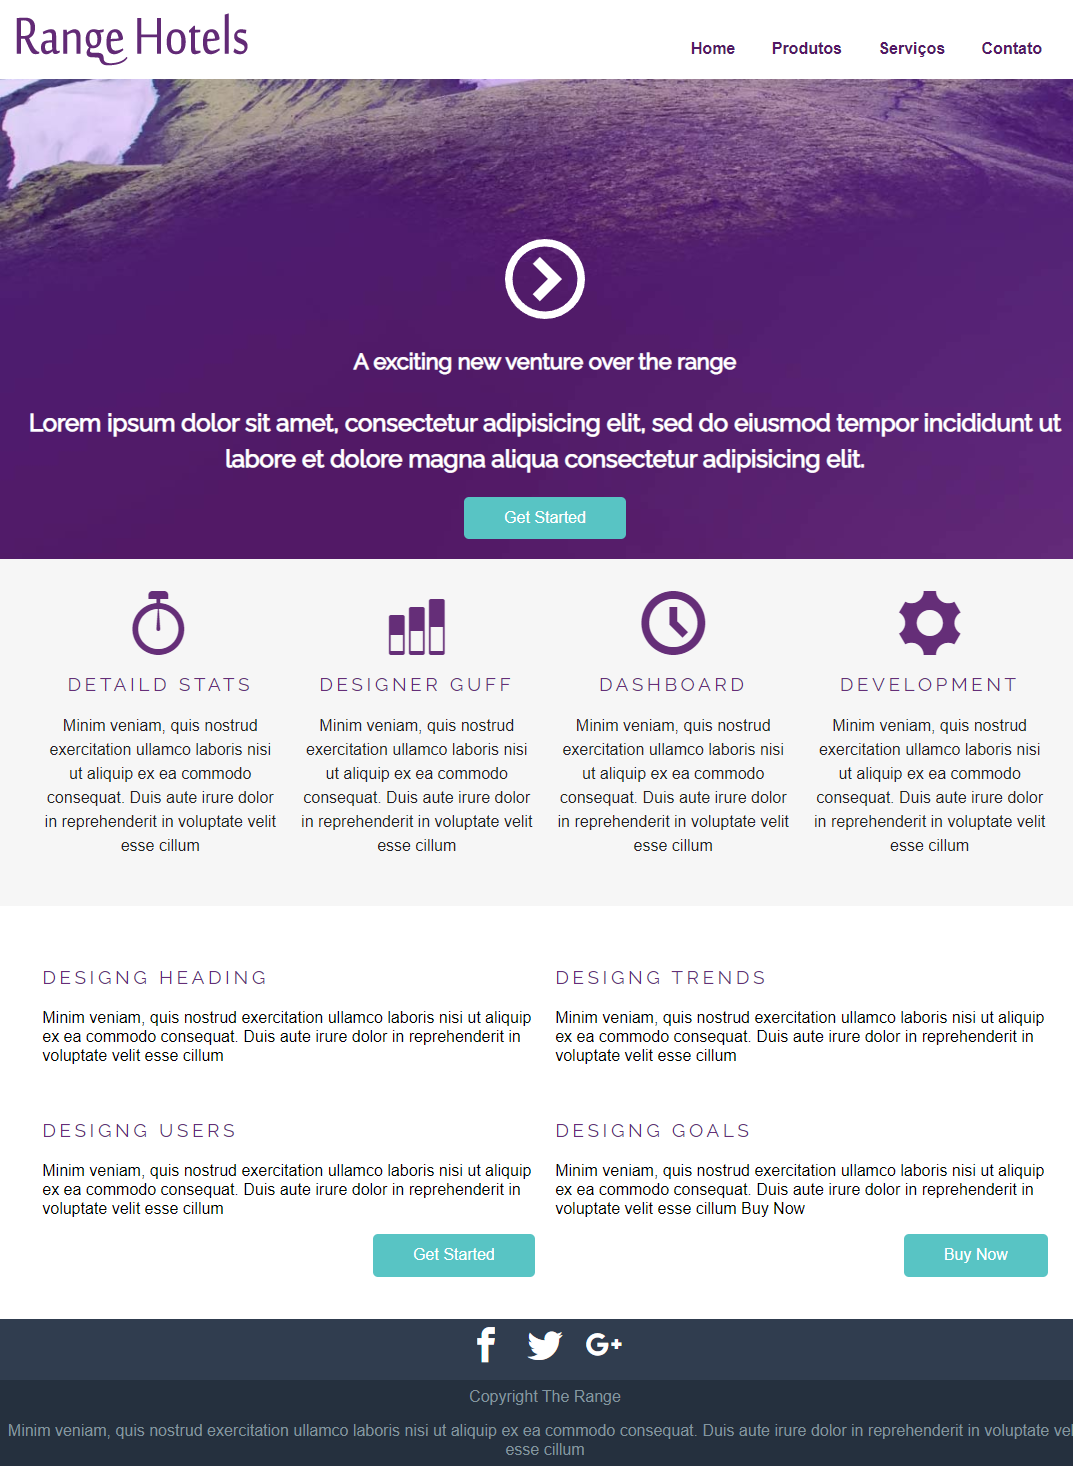 Range Hotels
Home Produtos Serviços Contato
A exciting new venture over the range
Lorem ipsum dolor sit amet, consectetur adipisicing elit, sed do eiusmod tempor incididunt ut
labore et dolore magna aliqua consectetur adipisicing elit.
Get Started
DETAILD STATS
Minim veniam, quis nostrud
exercitation ullamco laboris nisi
ut aliquip ex ea commodo
consequat. Duis aute irure dolor
in reprehenderit in voluptate velit
esse cillum
DESIGNER GUFF
Minim veniam, quis nostrud
exercitation ullamco laboris nisi
ut aliquip ex ea commodo
consequat. Duis aute irure dolor
in reprehenderit in voluptate velit
esse cillum
DASHBOARD
Minim veniam, quis nostrud
exercitation ullamco laboris nisi
ut aliquip ex ea commodo
consequat. Duis aute irure dolor
in reprehenderit in voluptate velit
esse cillum
DEVELOPMENT
Minim veniam, quis nostrud
exercitation ullamco laboris nisi
ut aliquip ex ea commodo
consequat. Duis aute irure dolor
in reprehenderit in voluptate velit
esse cillum
DESIGNG HEADING
Minim veniam, quis nostrud exercitation ullamco laboris nisi ut aliquip
ex ea commodo consequat. Duis aute irure dolor in reprehenderit in
voluptate velit esse cillum
DESIGNG TRENDS
Minim veniam, quis nostrud exercitation ullamco laboris nisi ut aliquip
ex ea commodo consequat. Duis aute irure dolor in reprehenderit in
voluptate velit esse cillum
DESIGNG USERS
Minim veniam, quis nostrud exercitation ullamco laboris nisi ut aliquip
ex ea commodo consequat. Duis aute irure dolor in reprehenderit in
voluptate velit esse cillum
Get Started
DESIGNG GOALS
Minim veniam, quis nostrud exercitation ullamco laboris nisi ut aliquip
ex ea commodo consequat. Duis aute irure dolor in reprehenderit in
voluptate velit esse cillum Buy Now
Buy Now
f G+
Copyright The Range
Minim veniam, quis nostrud exercitation ullamco laboris nisi ut aliquip ex ea commodo consequat. Duis aute irure dolor in reprehenderit in voluptate vel
esse cillum